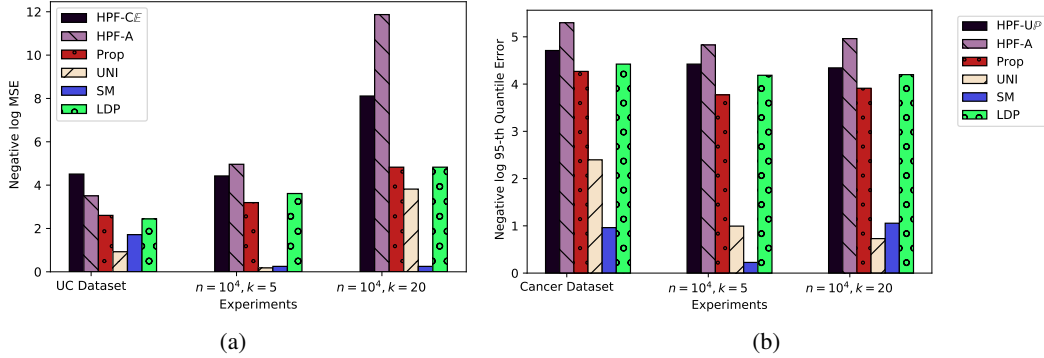 12
10
8
6
4
2
0
Negative log MSE
HPF-C𝔼
HPF-A
Prop
UNI
SM
LDP
UC Dataset
n = 10⁴, k = 5
n = 10⁴, k = 20
Experiments
(a)
5
4
3
2
1
0
Negative log 95-th Quantile Error
Cancer Dataset
n = 10⁴, k = 5
n = 10⁴, k = 20
Experiments
HPF-Uℙ
HPF-A
Prop
UNI
SM
LDP
(b)